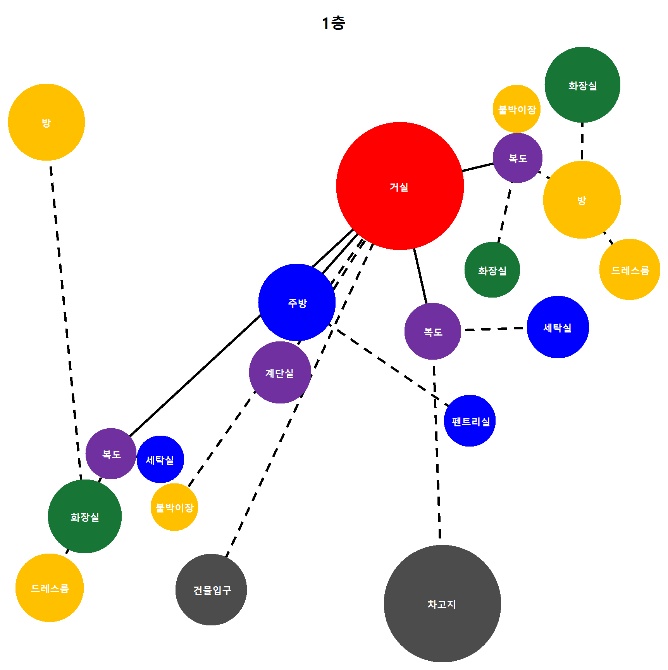 1층
화장실
붙박이장
방
복도
거실
방
화장실
드레스룸
주방
복도
세탁실
계단실
팬트리실
복도
세탁실
붙박이장
화장실
드레스룸
건물입구
차고지